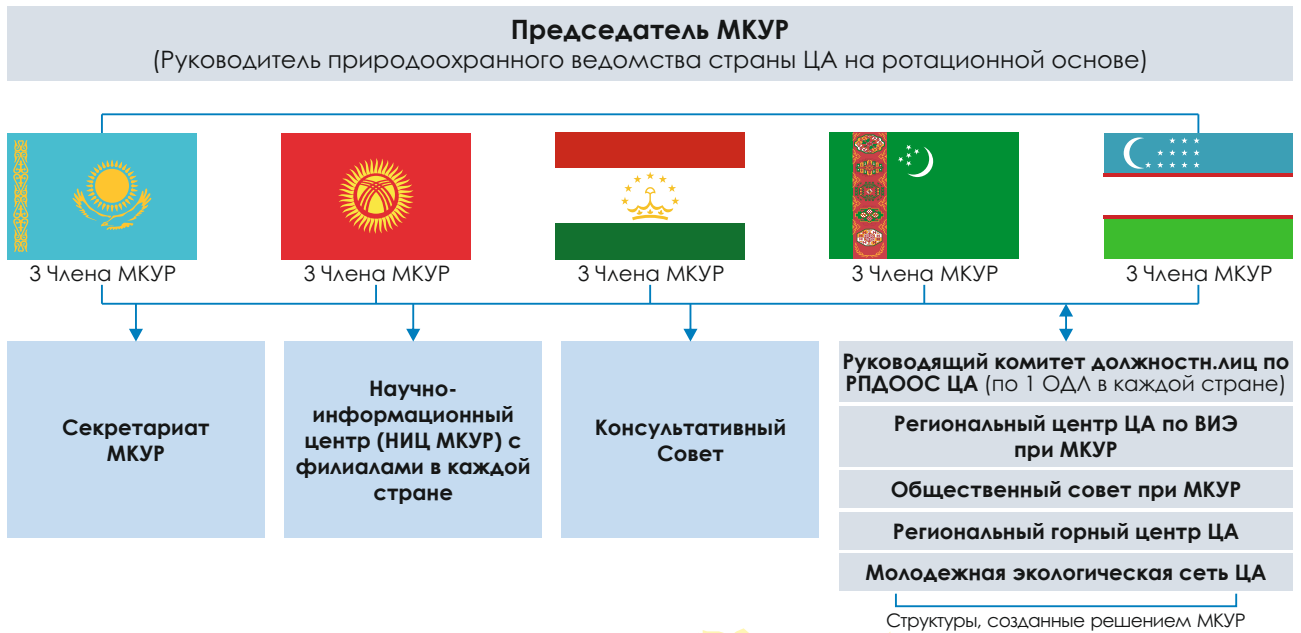 Председатель МКУР
(Руководитель природоохранного ведомства страны ЦА на ротационной основе)
3 Члена МКУР
3 Члена МКУР
3 Члена МКУР
3 Члена МКУР
3 Члена МКУР
Секретариат
МКУР
Научно-
информационный
центр (НИЦ МКУР) с
филиалами в каждой
стране
Консультативный
Совет
Руководящий комитет должностн.лиц по
РПДООС ЦА (по 1 ОДЛ в каждой стране)
Региональный центр ЦА по ВИЭ
при МКУР
Общественный совет при МКУР
Региональный горный центр ЦА
Молодежная экологическая сеть ЦА
Структуры, созданные решением МКУР